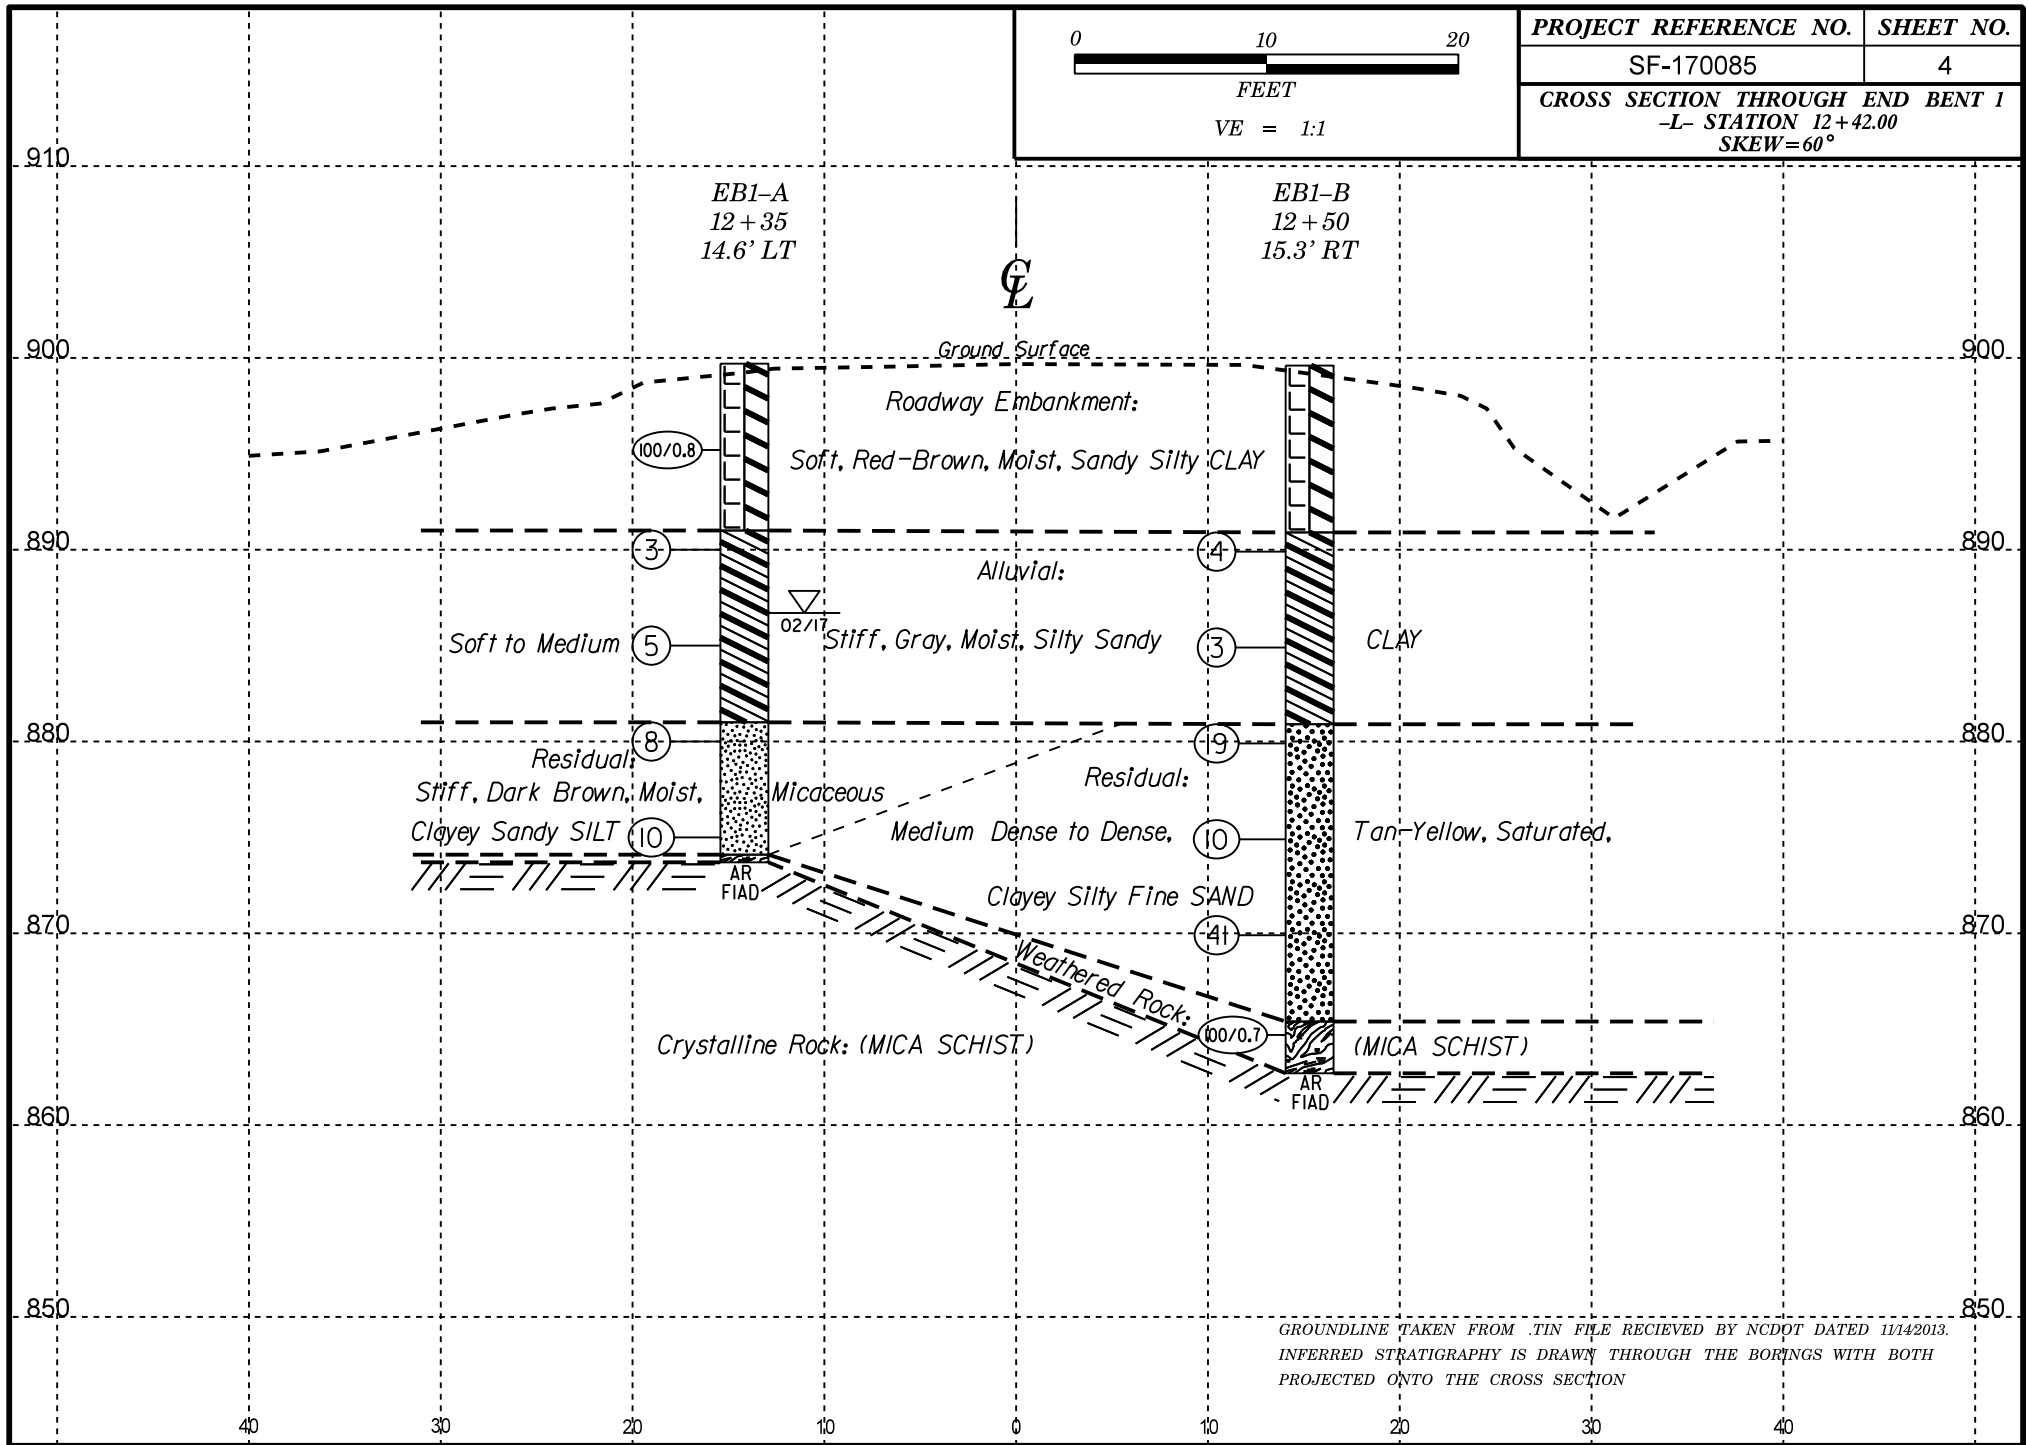 0 10 20
FEET
VE = 1:1
PROJECT REFERENCE NO. SHEET NO.
SF-170085 4
CROSS SECTION THROUGH END BENT 1
-L- STATION 12+42.00
SKEW=60°
910
EB1-A
12+35
14.6' LT
EB1-B
12+50
15.3' RT
CL
900 900
Ground Surface
Roadway Embankment:
100/0.8
Soft, Red-Brown, Moist, Sandy Silty CLAY
890 890
3 4
Alluvial:
02/17
Soft to Medium 5 Stiff, Gray, Moist, Silty Sandy 3 CLAY
880 880
8 19
Residual:
Residual:
Stiff, Dark Brown, Moist, Micaceous
Clayey Sandy SILT 10 Medium Dense to Dense, 10 Tan-Yellow, Saturated,
AR
FIAD
Clayey Silty Fine SAND
870 870
41
Weathered Rock:
100/0.7
Crystalline Rock: (MICA SCHIST) (MICA SCHIST)
AR
FIAD
860 860
850 850
GROUNDLINE TAKEN FROM .TIN FILE RECIEVED BY NCDOT DATED 11/14/2013.
INFERRED STRATIGRAPHY IS DRAWN THROUGH THE BORINGS WITH BOTH
PROJECTED ONTO THE CROSS SECTION
40 30 20 10 0 10 20 30 40